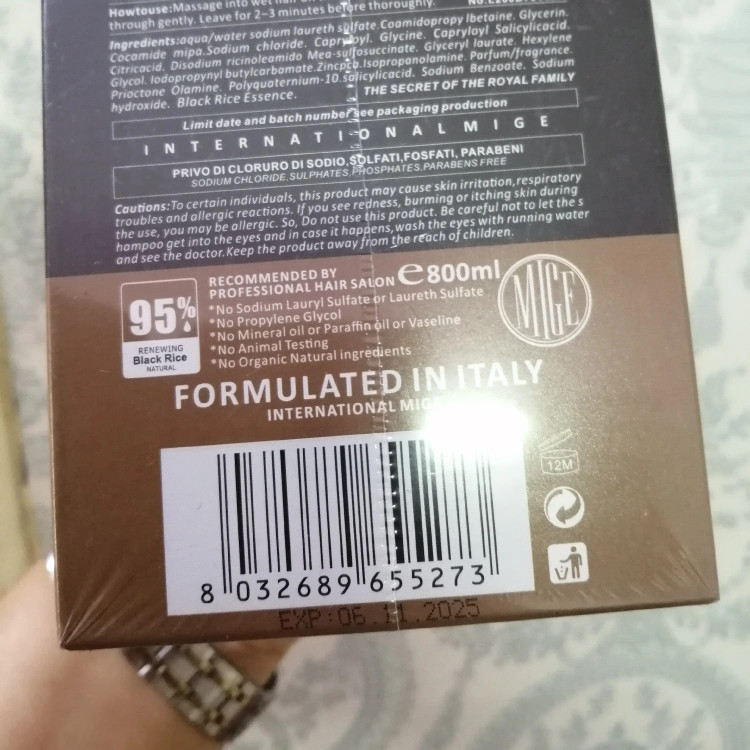 Howtouse: Massage into wet hair
through gently. Leave for 2-3 minutes before thoroughly.
Ingredients:aqua/water sodium laureth sulfate.Coamidopropy lbetaine. Glycerin.
Cocamide mipa.Sodium chloride. Capryloyl. Glycine. Capryloyl Salicylicacid.
Citricacid. Disodium ricinoleamido Mea-sulfosuccinate. Glyceryl laurate. Hexylene
Glycol. Iodopropynyl butylcarbomate.Zincpca.Isopropanolamine. Parfum/fragrance.
Prioctone Olamine. Polyquaternium-10.salicylicacid. Sodium Benzoate. Sodium
hydroxide. Black Rice Essence.
THE SECRET OF THE ROYAL FAMILY
Limit date and batch number see packaging production
INTERNATIONAL MIGE
PRIVO DI CLORURO DI SODIO,SOLFATI,FOSFATI, PARABENI
SODIUM CHLORIDE,SULPHATES,PHOSPHATES,PARABENS FREE
Cautions:To certain individuals, this product may cause skin irritation,respiratory
troubles and allergic reactions. If you see redness, burming or itching skin during
the use, you may be allergic. So, Do not use this product. Be careful not to let the s
hampoo get into the eyes and in case it happens,wash the eyes with running water
and see the doctor.Keep the product away from the reach of children.
95%
RENEWING
Black Rice
NATURAL
RECOMMENDED BY
PROFESSIONAL HAIR SALON
e800ml
*No Sodium Lauryl Sulfate or Laureth Sulfate
*No Propylene Glycol
*No Mineral oil or Paraffin oil or Vaseline
*No Animal Testing
*No Organic Natural ingredients
MIGE
FORMULATED IN ITALY
INTERNATIONAL
12M
8 032689 655273
EXP:06.11.2025